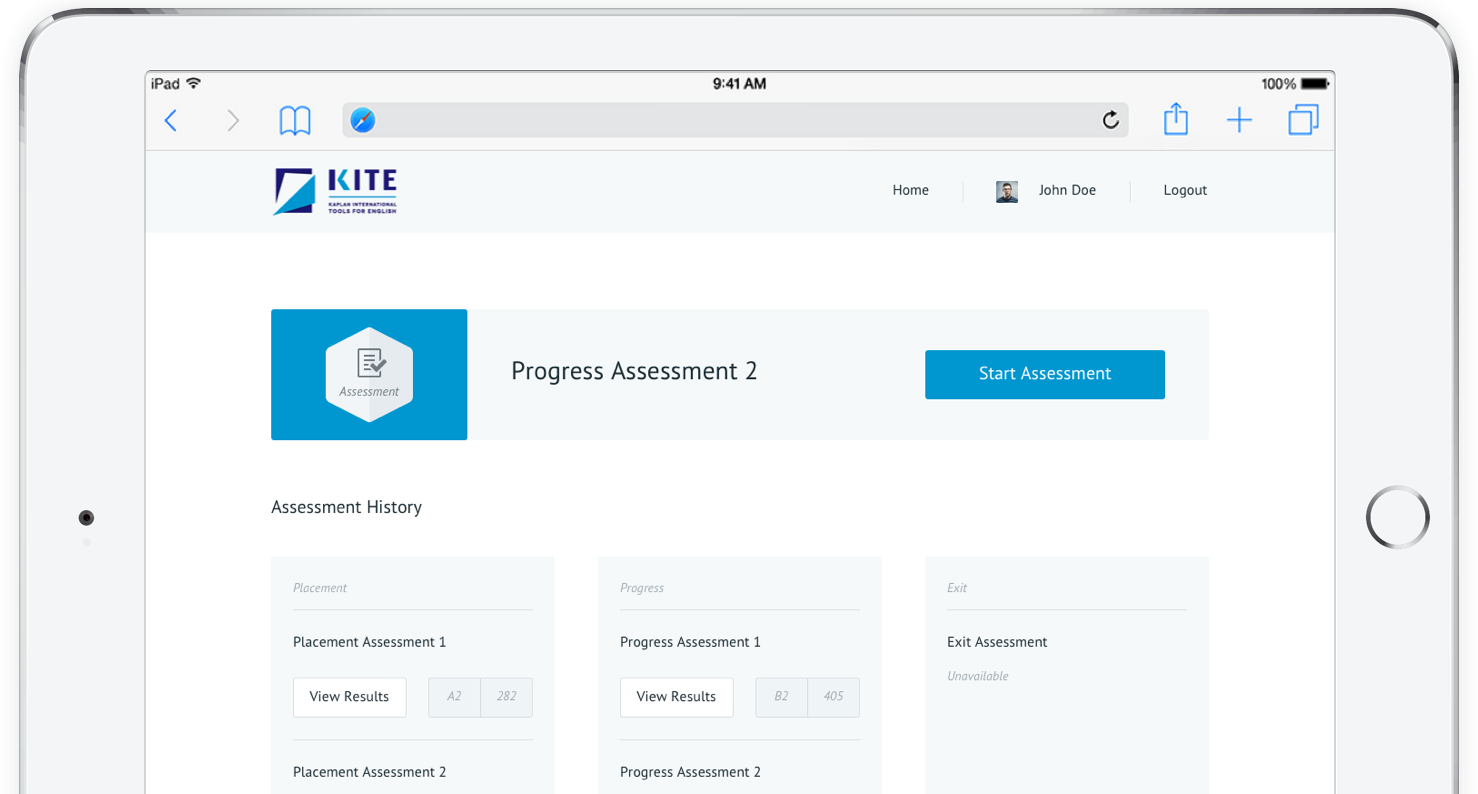 iPad
9:41 AM
100%
KITE
KAPLAN INTERNATIONAL
TOOLS FOR ENGLISH
Home
John Doe
Logout
Assessment
Progress Assessment 2
Start Assessment
Assessment History
Placement
Progress
Exit
Placement Assessment 1
Progress Assessment 1
Exit Assessment
Unavailable
View Results
A2
282
View Results
B2
405
Placement Assessment 2
Progress Assessment 2